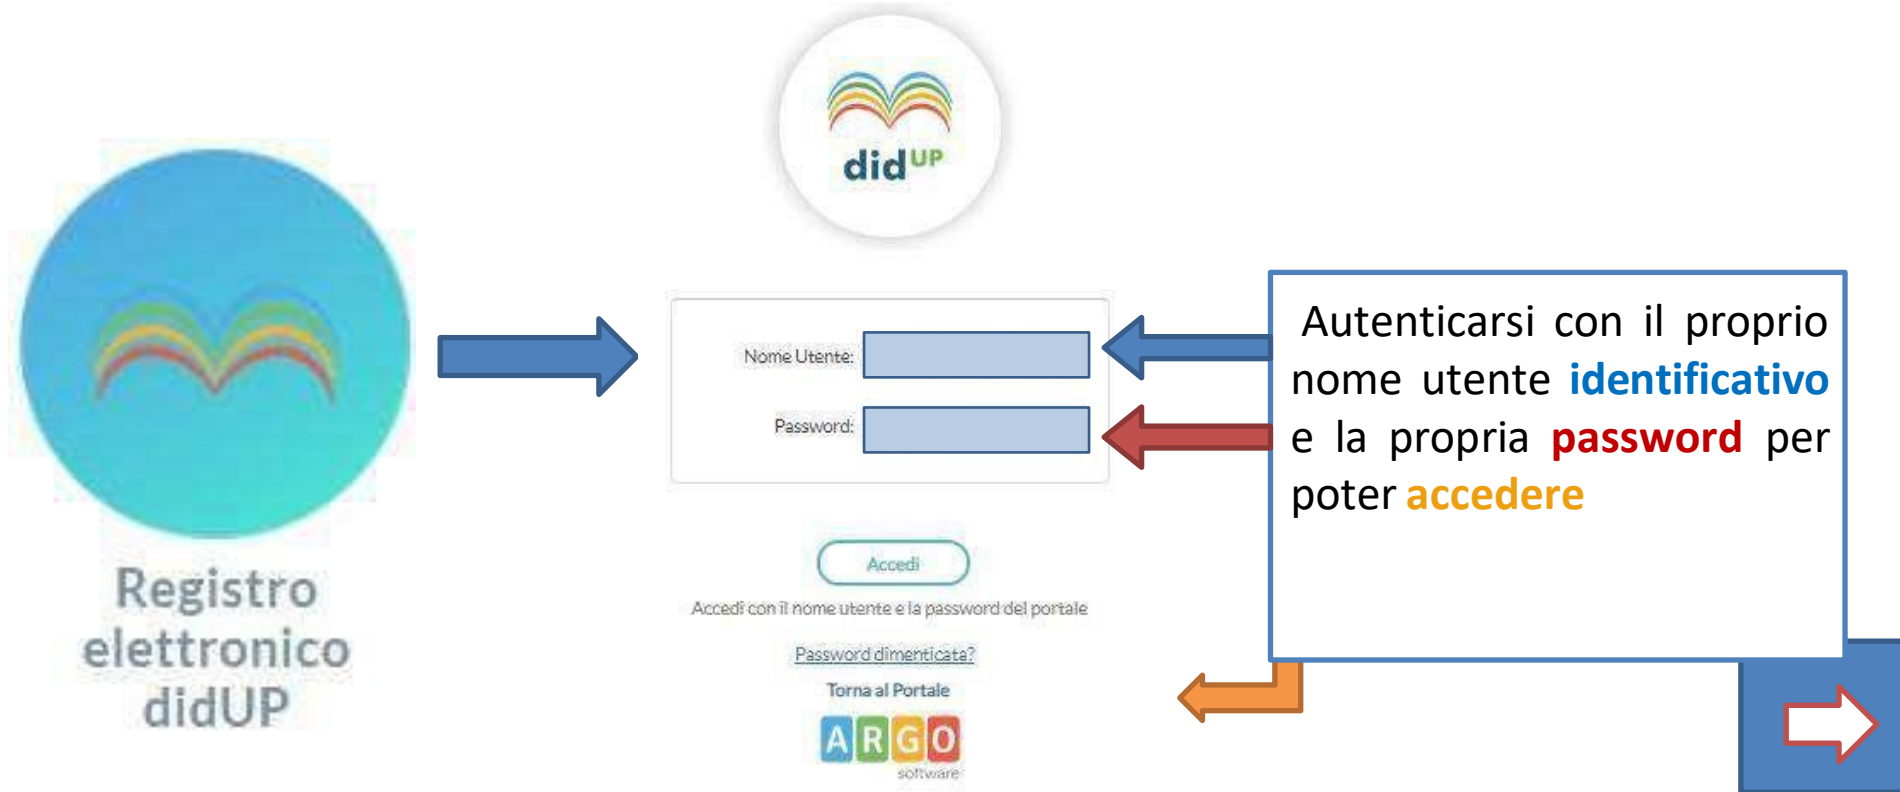 Registro
elettronico
didUP
didUP
Nome Utente:
Password:
Accedi
Accedi con il nome utente e la password del portale
Password dimenticata?
Torna al Portale
ARGO
software
Autenticarsi con il proprio
nome utente identificativo
e la propria password per
poter accedere